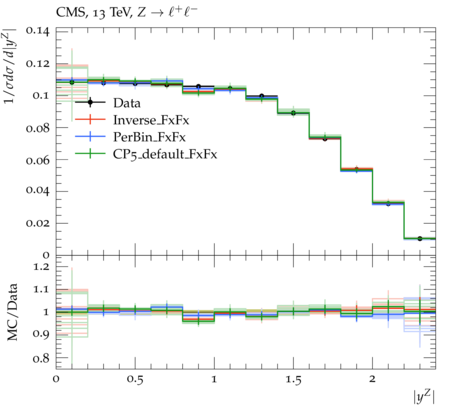 CMS, 13 TeV, Z → ℓ⁺ℓ⁻
1/σdσ/d|y^Z|
0.14
0.12
0.1
0.08
0.06
0.04
0.02
0
Data
Inverse_FxFx
PerBin_FxFx
CP5_default_FxFx
MC/Data
1.2
1.1
1
0.9
0.8
0 0.5 1 1.5 2
|y^Z|